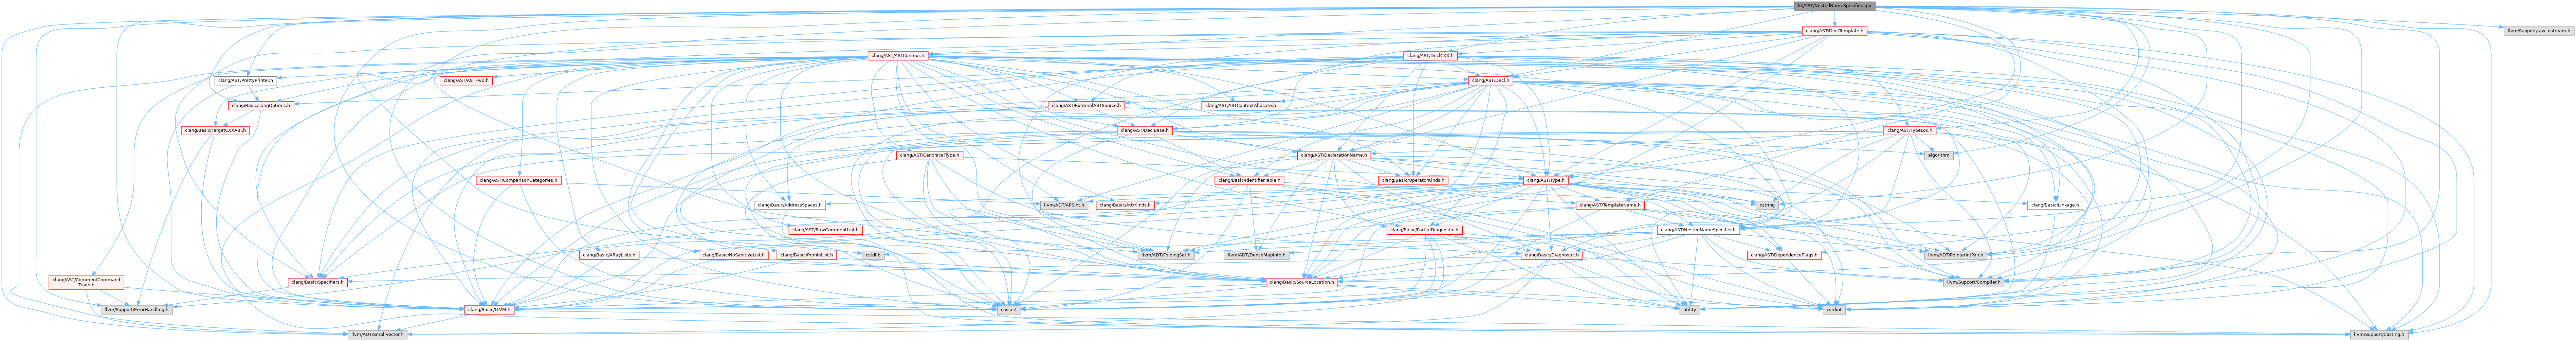 lib/AST/NestedNameSpecifier.cpp
clang/AST/DeclTemplate.h
llvm/Support/raw_ostream.h
clang/AST/ASTContext.h
clang/AST/DeclCXX.h
clang/AST/PrettyPrinter.h
clang/AST/ASTFwd.h
clang/AST/Decl.h
clang/Basic/LangOptions.h
clang/AST/ExternalASTSource.h
clang/AST/ASTContextAllocate.h
clang/Basic/TargetCXXABI.h
clang/AST/DeclBase.h
clang/AST/TypeLoc.h
clang/AST/CanonicalType.h
clang/AST/DeclarationName.h
algorithm
clang/AST/ComparisonCategories.h
clang/Basic/IdentifierTable.h
clang/Basic/OperatorKinds.h
clang/AST/Type.h
clang/Basic/AddressSpaces.h
llvm/ADT/APSInt.h
clang/Basic/AttrKinds.h
clang/AST/TemplateName.h
cstring
clang/Basic/Linkage.h
clang/AST/RawCommentList.h
clang/Basic/PartialDiagnostic.h
clang/AST/NestedNameSpecifier.h
clang/Basic/XRayLists.h
clang/Basic/NoSanitizeList.h
clang/Basic/ProfileList.h
cstdlib
llvm/ADT/FoldingSet.h
llvm/ADT/DenseMapInfo.h
clang/Basic/Diagnostic.h
clang/AST/DependenceFlags.h
llvm/ADT/PointerIntPair.h
clang/AST/CommentCommand
Traits.h
clang/Basic/Specifiers.h
clang/Basic/SourceLocation.h
llvm/Support/Compiler.h
llvm/Support/ErrorHandling.h
clang/Basic/LLVM.h
cassert
utility
cstdint
llvm/ADT/SmallVector.h
llvm/Support/Casting.h